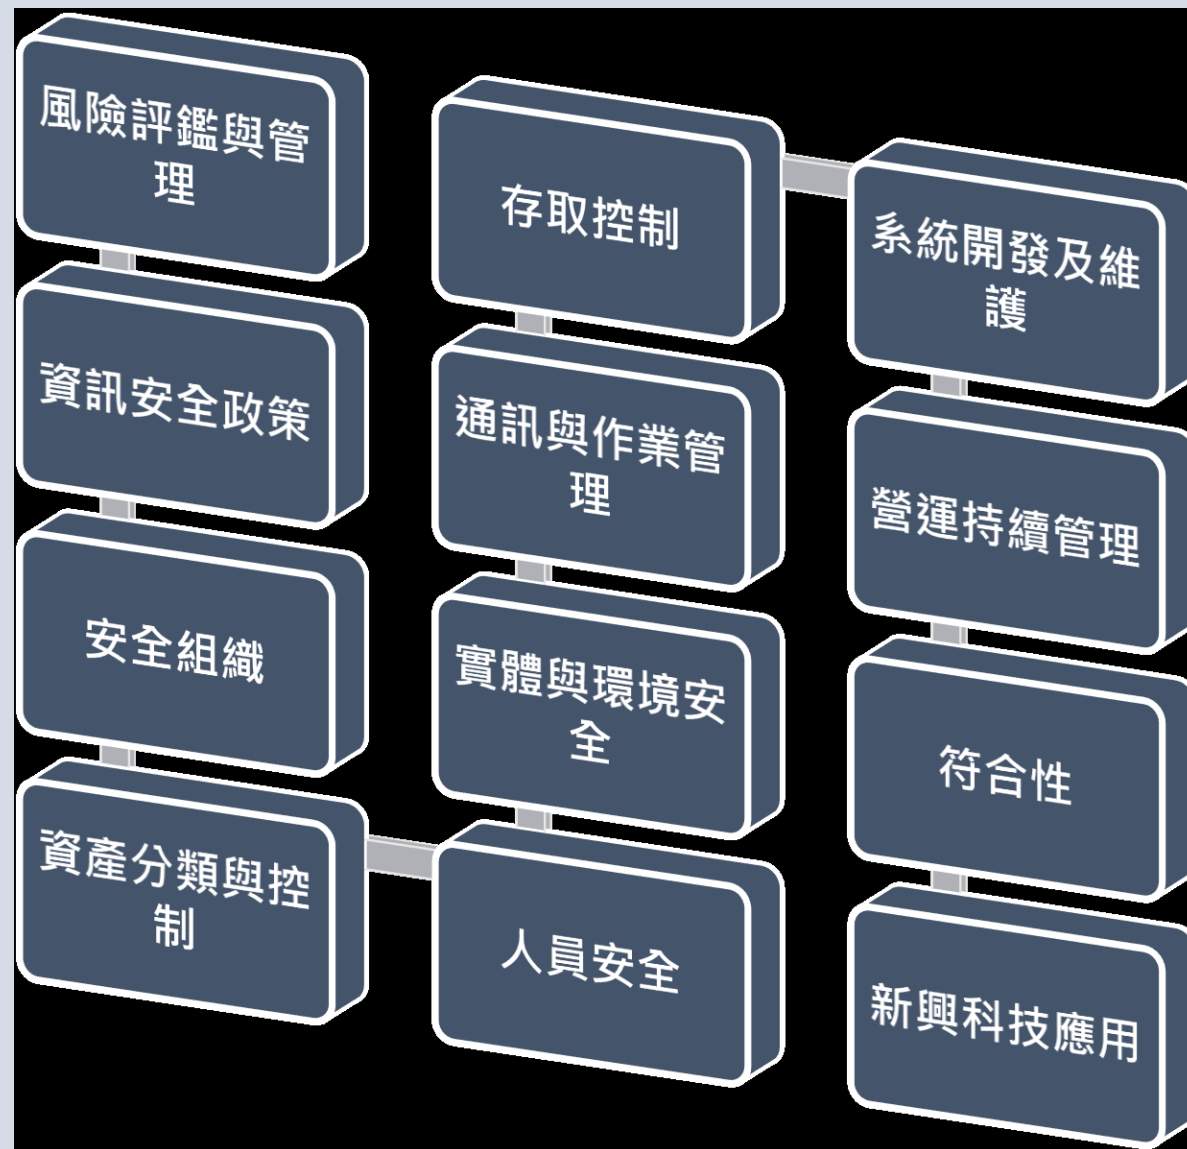 風險評鑑與管
理
資訊安全政策
安全組織
資產分類與控
制
人員安全
實體與環境安
全
通訊與作業管
理
存取控制
系統開發及維
護
營運持續管理
符合性
新興科技應用